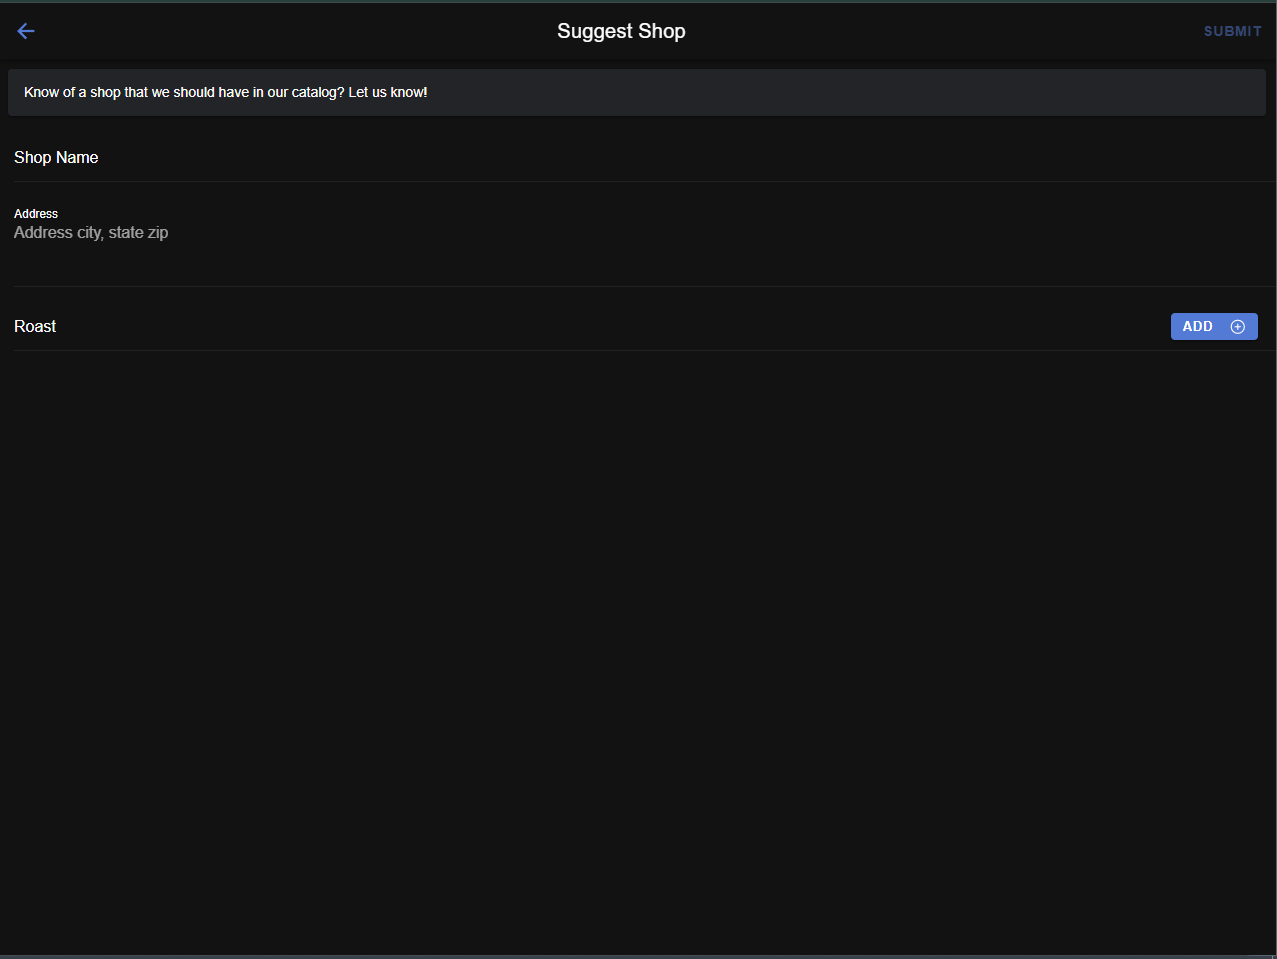 Suggest Shop
SUBMIT
Know of a shop that we should have in our catalog? Let us know!
Shop Name
Address
Address city, state zip
Roast
ADD